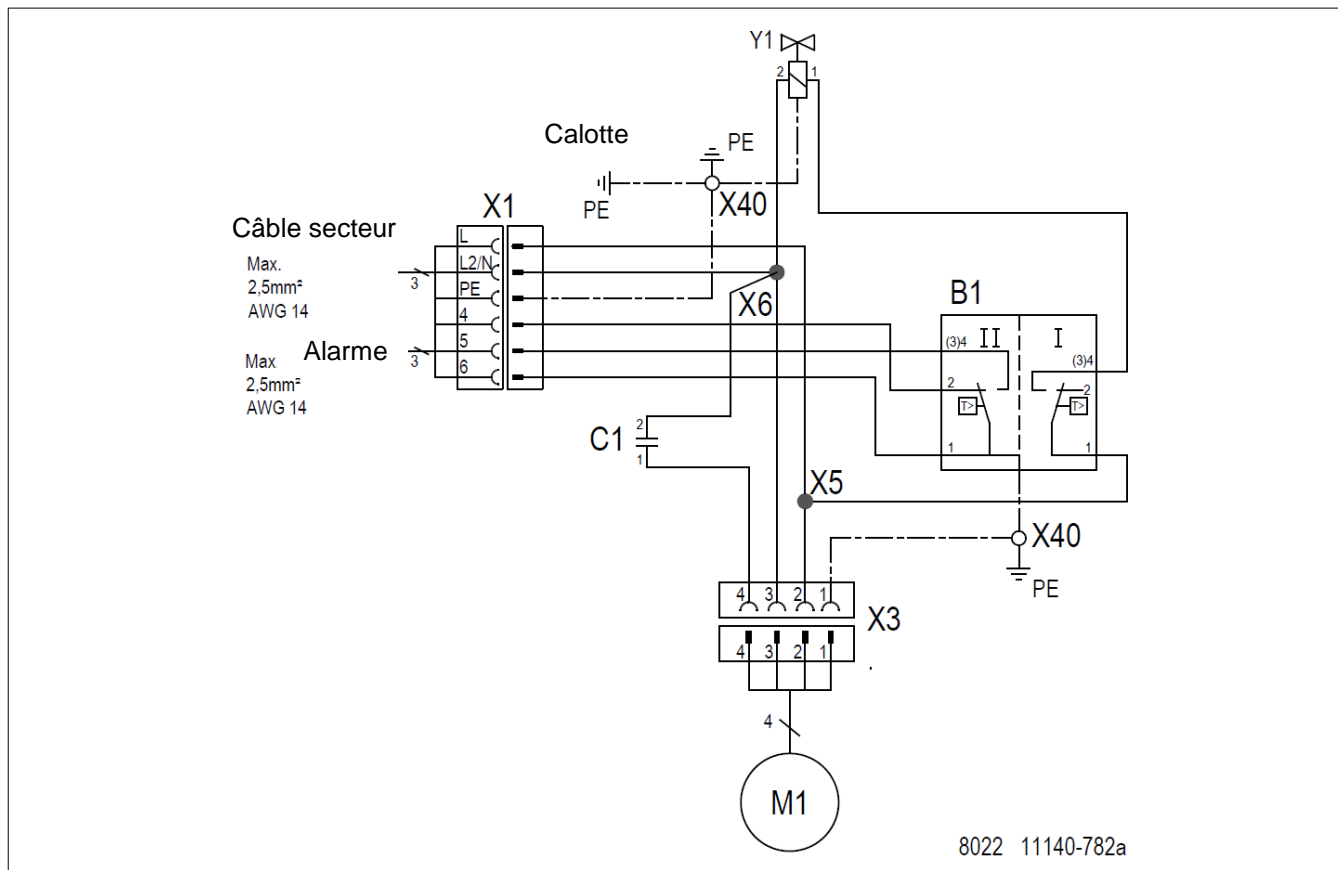 Y1
2 1
Calotte
PE
PE
X40
X1
Câble secteur
L
Max.
2,5mm²
AWG 14
3
L2/N
PE
X6
B1
4
Alarme
5
Max
2,5mm²
AWG 14
3
6
(3)4
II
I
(3)4
2
2
T>
T>
1
1
C1
2
1
X5
X40
PE
4 3 2 1
X3
4 3 2 1
4
M1
8022 11140-782a